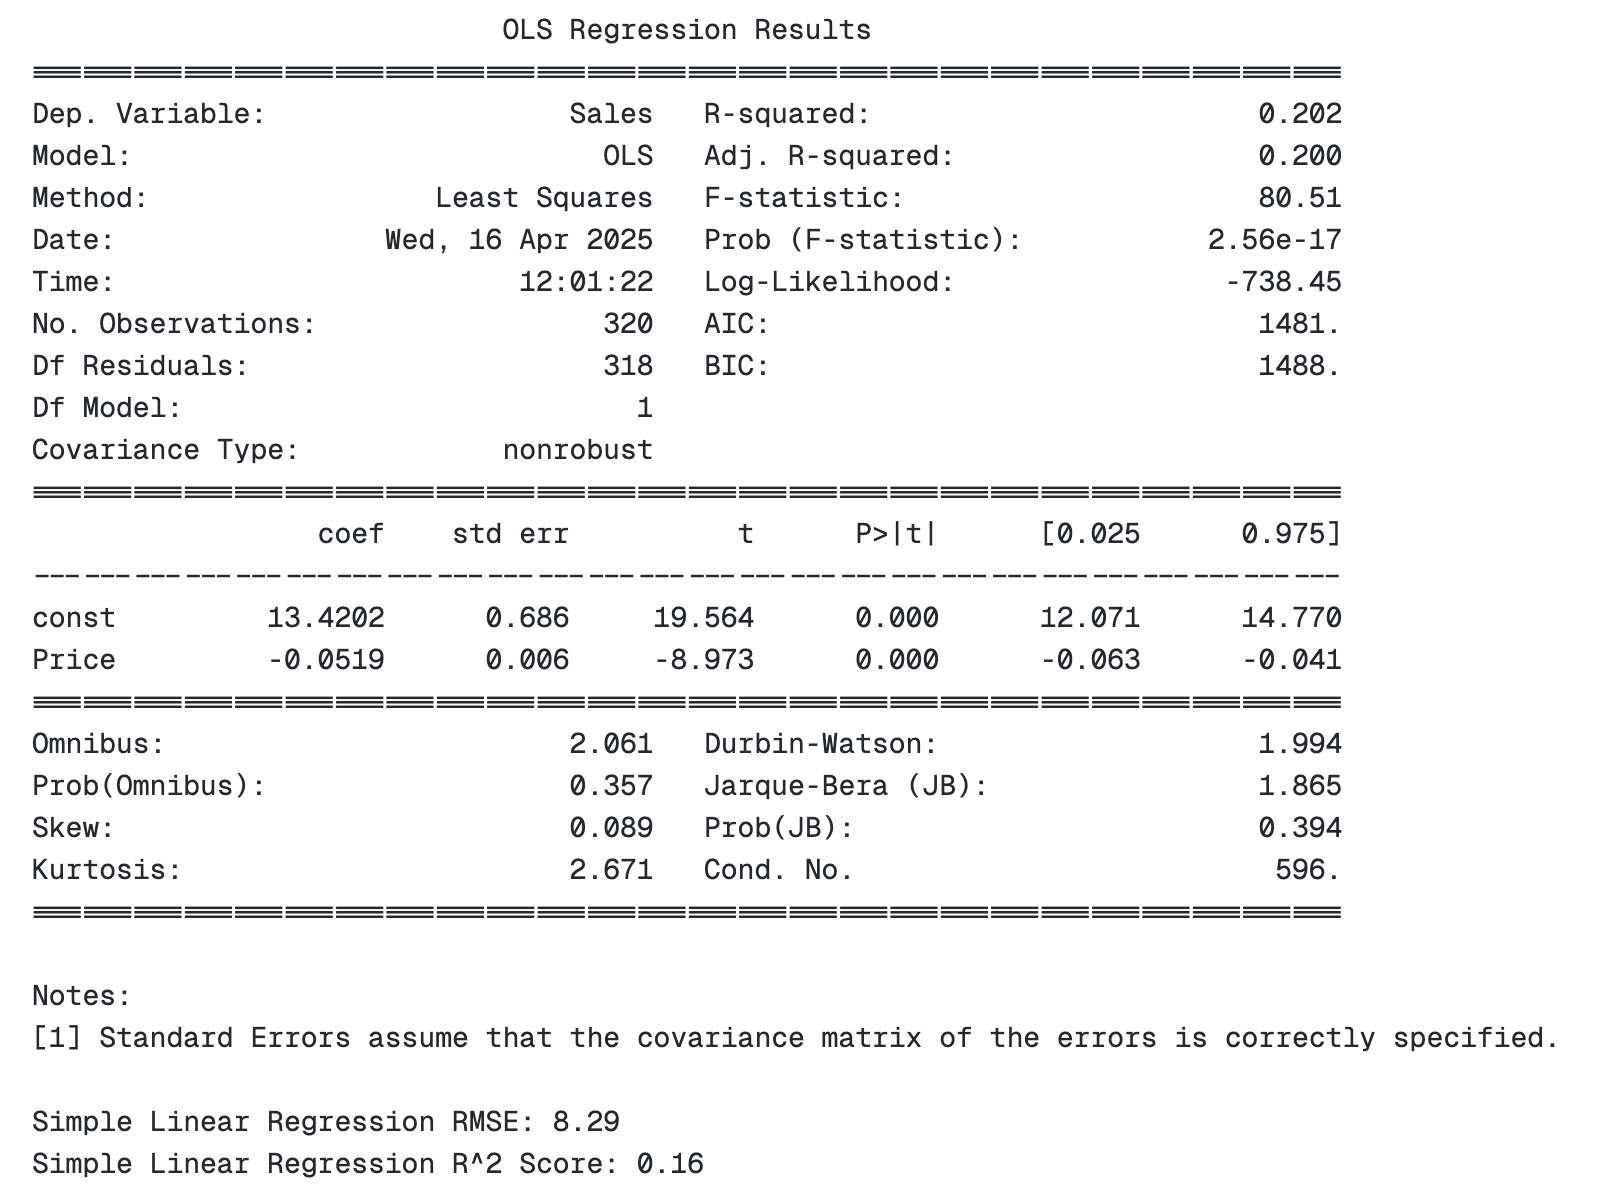 OLS Regression Results
==============================================================================
Dep. Variable:                  Sales   R-squared:                       0.202
Model:                            OLS   Adj. R-squared:                  0.200
Method:                 Least Squares   F-statistic:                     80.51
Date:                Wed, 16 Apr 2025   Prob (F-statistic):           2.56e-17
Time:                        12:01:22   Log-Likelihood:                -738.45
No. Observations:                 320   AIC:                             1481.
Df Residuals:                     318   BIC:                             1488.
Df Model:                           1
Covariance Type:            nonrobust
==============================================================================
                 coef    std err          t      P>|t|      [0.025      0.975]
------------------------------------------------------------------------------
const         13.4202      0.686     19.564      0.000      12.071      14.770
Price         -0.0519      0.006     -8.973      0.000      -0.063      -0.041
==============================================================================
Omnibus:                        2.061   Durbin-Watson:                   1.994
Prob(Omnibus):                  0.357   Jarque-Bera (JB):                1.865
Skew:                           0.089   Prob(JB):                        0.394
Kurtosis:                       2.671   Cond. No.                         596.
==============================================================================
Notes:
[1] Standard Errors assume that the covariance matrix of the errors is correctly specified.
Simple Linear Regression RMSE: 8.29
Simple Linear Regression R^2 Score: 0.16